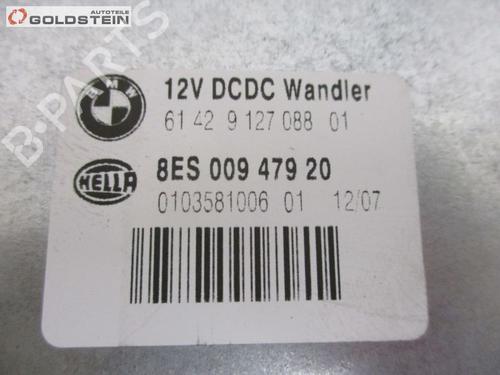 AUTOTEILE
GOLDSTEIN
B-PARTS
BMW
12V DCDC Wandler
61 42 9 127 088 01
HELLA
8ES 009 479 20
0103581006 01 12/07